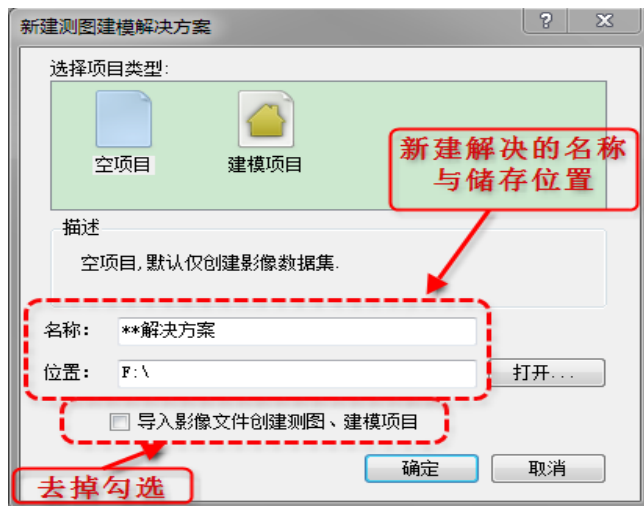 新建测图建模解决方案
选择项目类型:
空项目
建模项目
新建解决的名称
与储存位置
描述
空项目,默认仅创建影像数据集.
名称:
**解决方案
位置:
F:\
打开...
导入影像文件创建测图、建模项目
去掉勾选
确定
取消